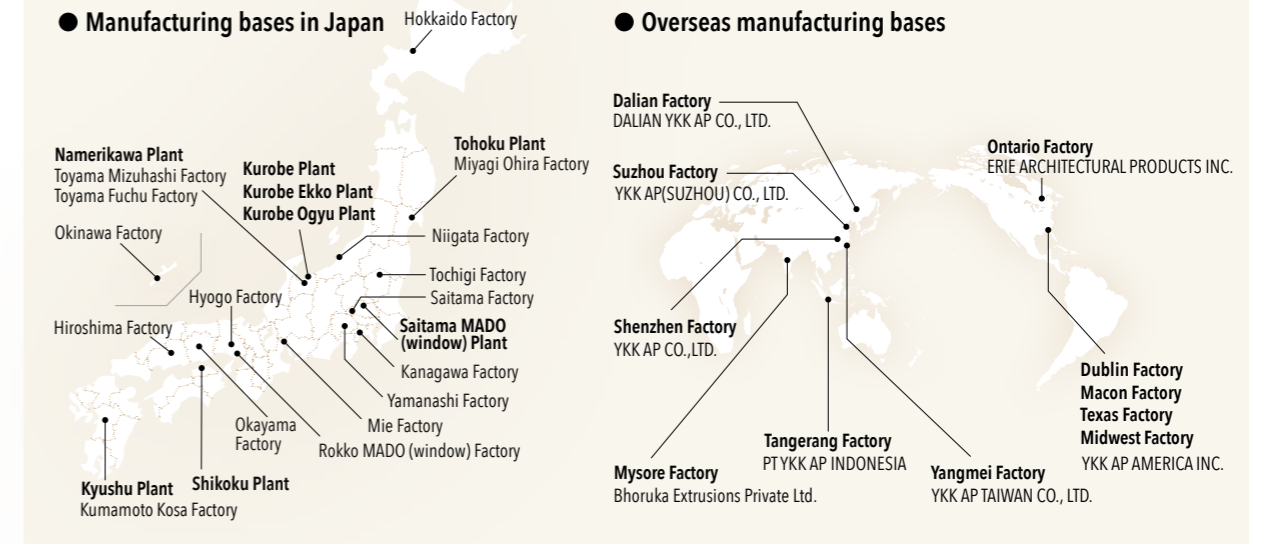 ● Manufacturing bases in Japan
Hokkaido Factory
Namerikawa Plant
Toyama Mizuhashi Factory
Toyama Fuchu Factory
Kurobe Plant
Kurobe Ekko Plant
Kurobe Ogyu Plant
Tohoku Plant
Miyagi Ohira Factory
Okinawa Factory
Niigata Factory
Tochigi Factory
Hyogo Factory
Saitama Factory
Hiroshima Factory
Saitama MADO
(window) Plant
Kanagawa Factory
Yamanashi Factory
Okayama
Factory
Mie Factory
Rokko MADO (window) Factory
Kyushu Plant
Kumamoto Kosa Factory
Shikoku Plant
● Overseas manufacturing bases
Dalian Factory
DALIAN YKK AP CO., LTD.
Suzhou Factory
YKK AP(SUZHOU) CO., LTD.
Ontario Factory
ERIE ARCHITECTURAL PRODUCTS INC.
Shenzhen Factory
YKK AP CO.,LTD.
Dublin Factory
Macon Factory
Texas Factory
Midwest Factory
YKK AP AMERICA INC.
Tangerang Factory
PT YKK AP INDONESIA
Mysore Factory
Bhoruka Extrusions Private Ltd.
Yangmei Factory
YKK AP TAIWAN CO., LTD.